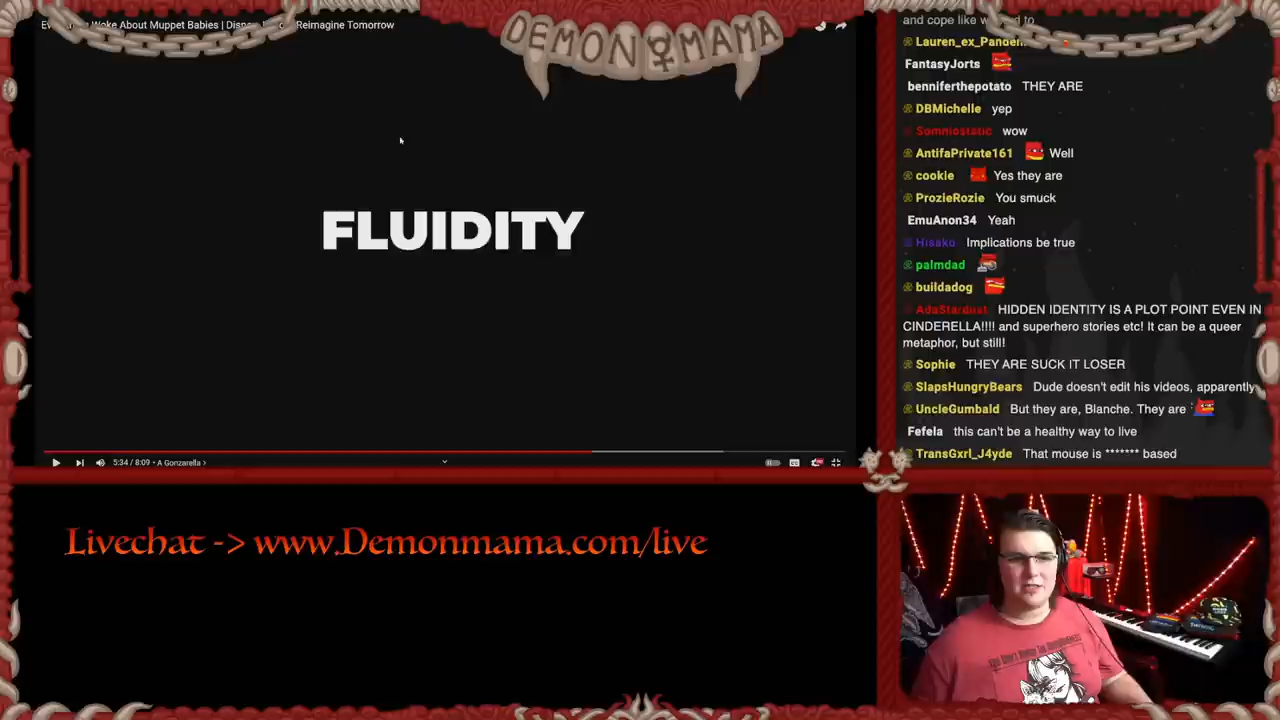 Woke About Muppet Babies | Disn
Reimagine Tomorrow
DEMON MAMA
FLUIDITY
5:34 / 8:09 • A Gonzarella ›
Livechat -> www.Demonmama.com/live
and cope like w
to
Lauren_ex_Pande
FantasyJorts
benniferthepotato THEY ARE
DBMichelle yep
Somniostatic wow
AntifaPrivate161 Well
cookie Yes they are
ProzieRozie You smuck
EmuAnon34 Yeah
Hisako Implications be true
palmdad
buildadog
AdaStardust HIDDEN IDENTITY IS A PLOT POINT EVEN IN
CINDERELLA!!!! and superhero stories etc! It can be a queer
metaphor, but still!
Sophie THEY ARE SUCK IT LOSER
SlapsHungryBears Dude doesn't edit his videos, apparently
UncleGumbald But they are, Blanche. They are
Fefela this can't be a healthy way to live
TransGxrl_J4yde That mouse is ******* based